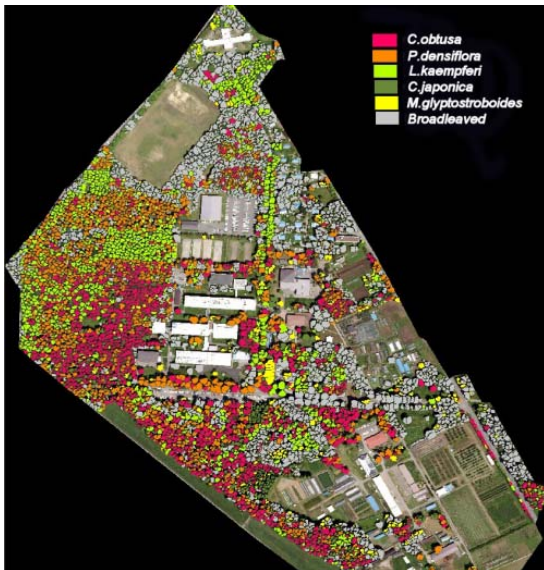 C.obtusa
P.densiflora
L.kaempferi
C.japonica
M.glyptostroboides
Broadleaved